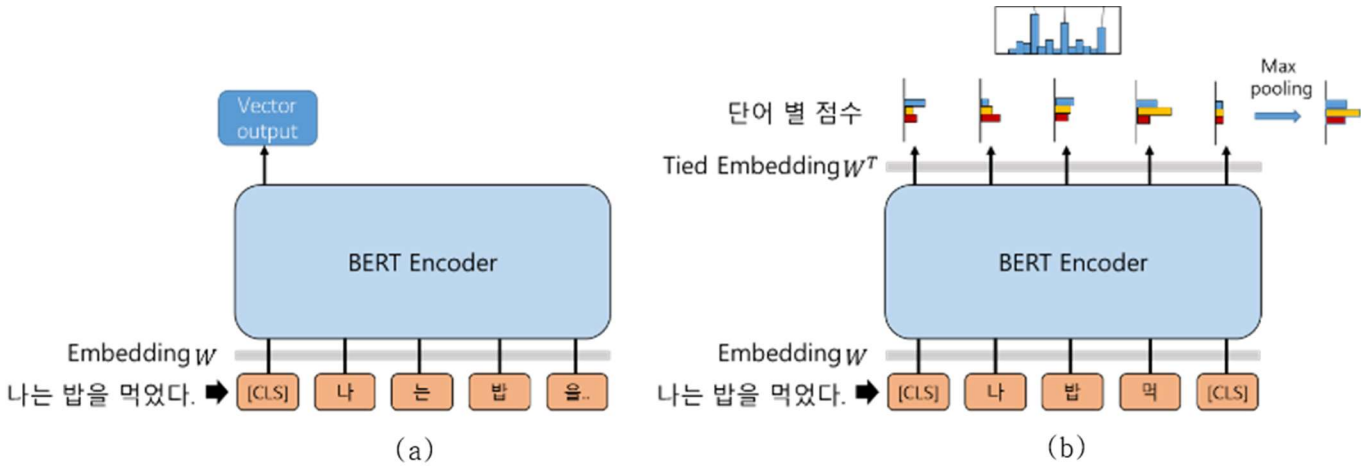 Vector
output
BERT Encoder
Embedding W
나는 밥을 먹었다.
[CLS] 나 는 밥 을..
(a)
Max
pooling
단어 별 점수
Tied Embedding W^T
BERT Encoder
Embedding W
나는 밥을 먹었다.
[CLS] 나 밥 먹 [CLS]
(b)